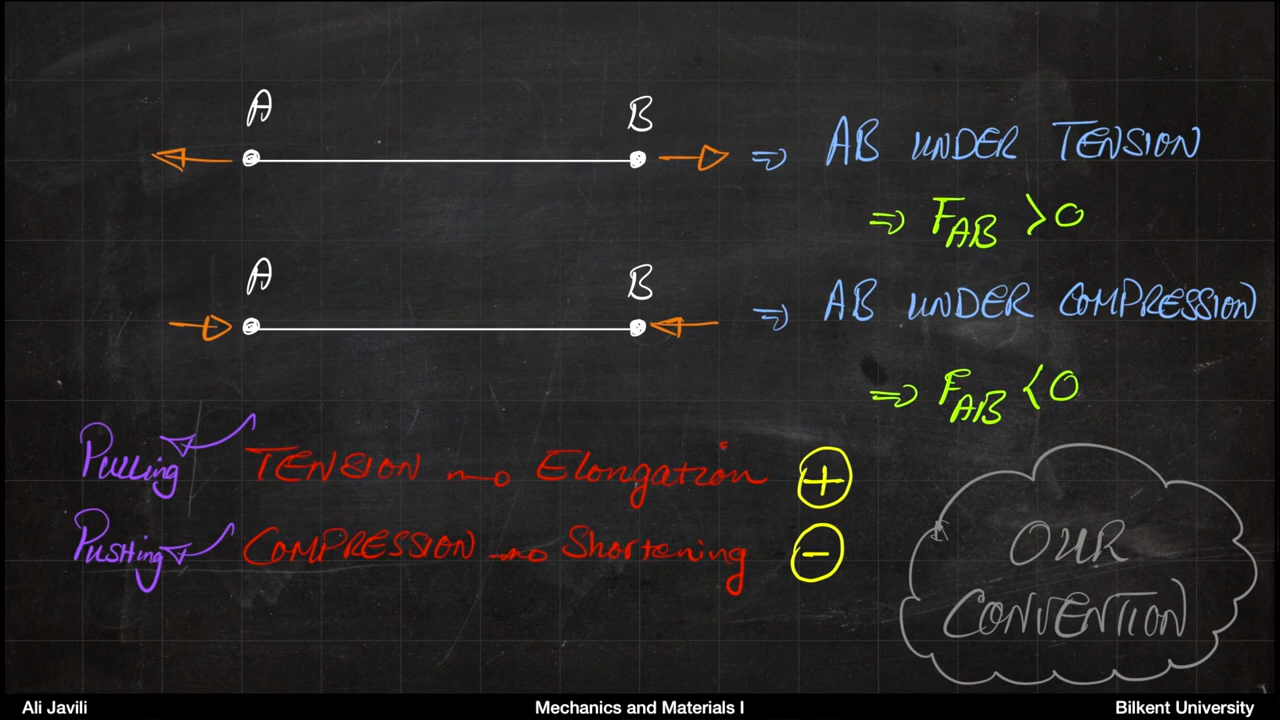 A B
⇒ AB UNDER TENSION
⇒ F_AB > 0
A B
⇒ AB UNDER COMPRESSION
⇒ F_AB < 0
Pulling TENSION Elongation +
Pushing COMPRESSION Shortening -
OUR
CONVENTION
Ali Javili Mechanics and Materials I Bilkent University